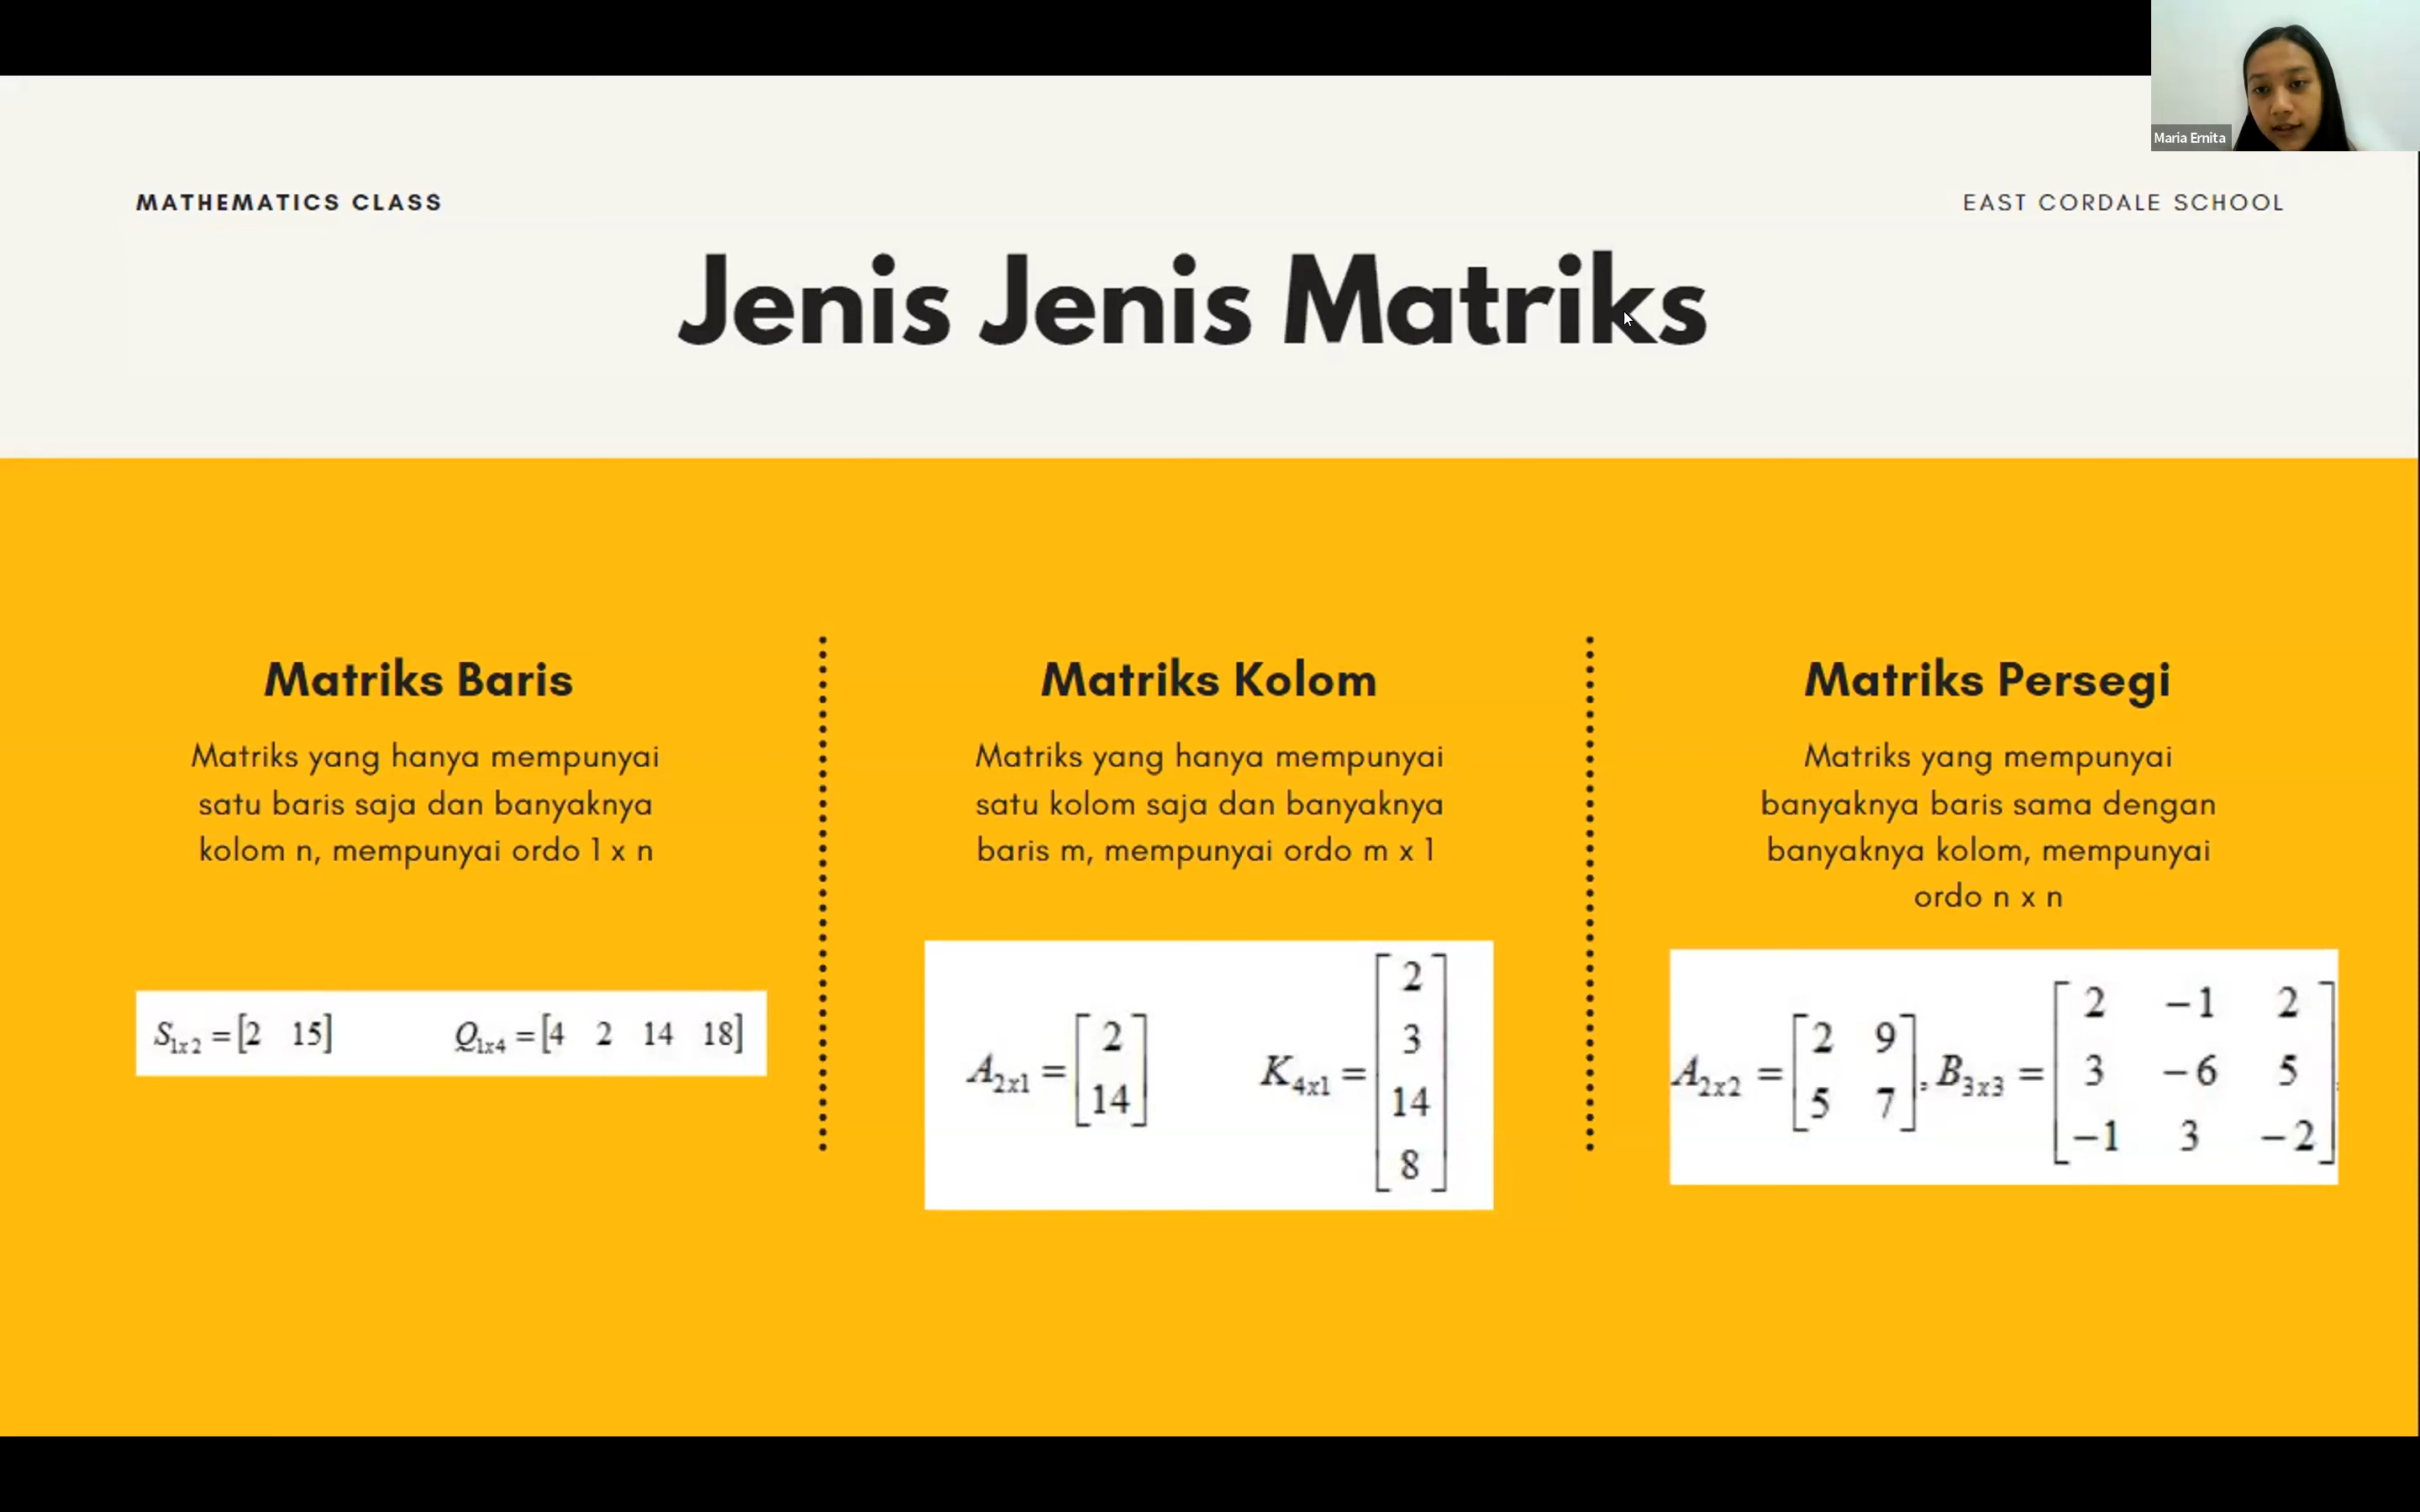 Maria Ernita
MATHEMATICS CLASS
EAST CORDALE SCHOOL
Jenis Jenis Matriks
Matriks Baris
Matriks yang hanya mempunyai
satu baris saja dan banyaknya
kolom n, mempunyai ordo 1 x n
S1x2 = [2 15] Q1x4 = [4 2 14 18]
Matriks Kolom
Matriks yang hanya mempunyai
satu kolom saja dan banyaknya
baris m, mempunyai ordo m x 1
A2x1 = [2
14]
K4x1 = [2
3
14
8]
Matriks Persegi
Matriks yang mempunyai
banyaknya baris sama dengan
banyaknya kolom, mempunyai
ordo n x n
A2x2 = [2 9
5 7],
B3x3 = [2 −1 2
3 −6 5
−1 3 −2]